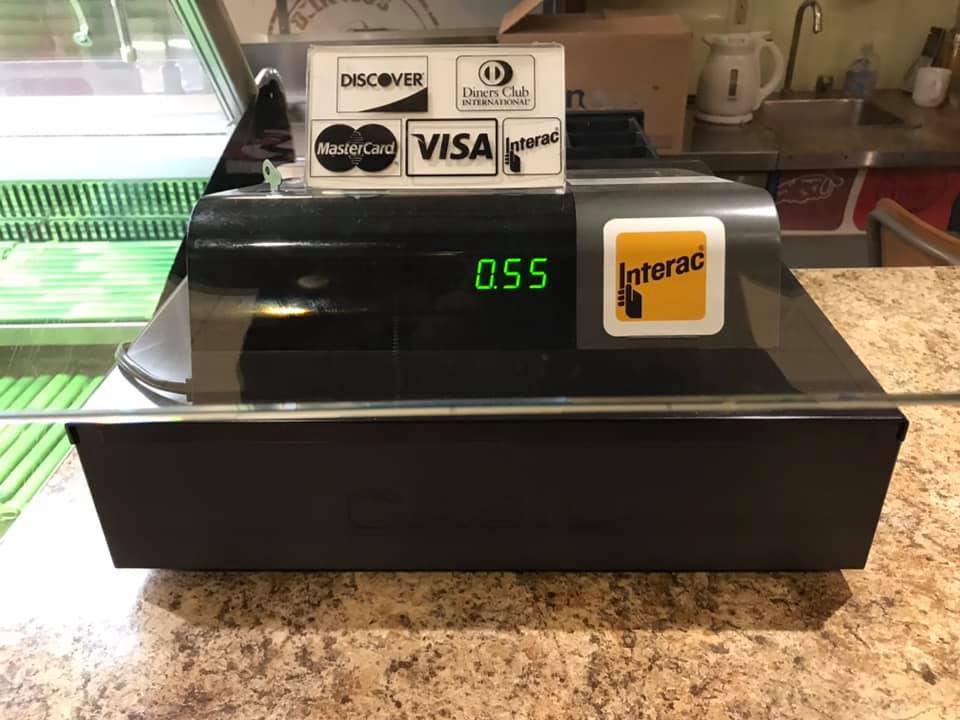 DISCOVER
Diners Club
INTERNATIONAL®
MasterCard
VISA
Interac
0.55
Interac®